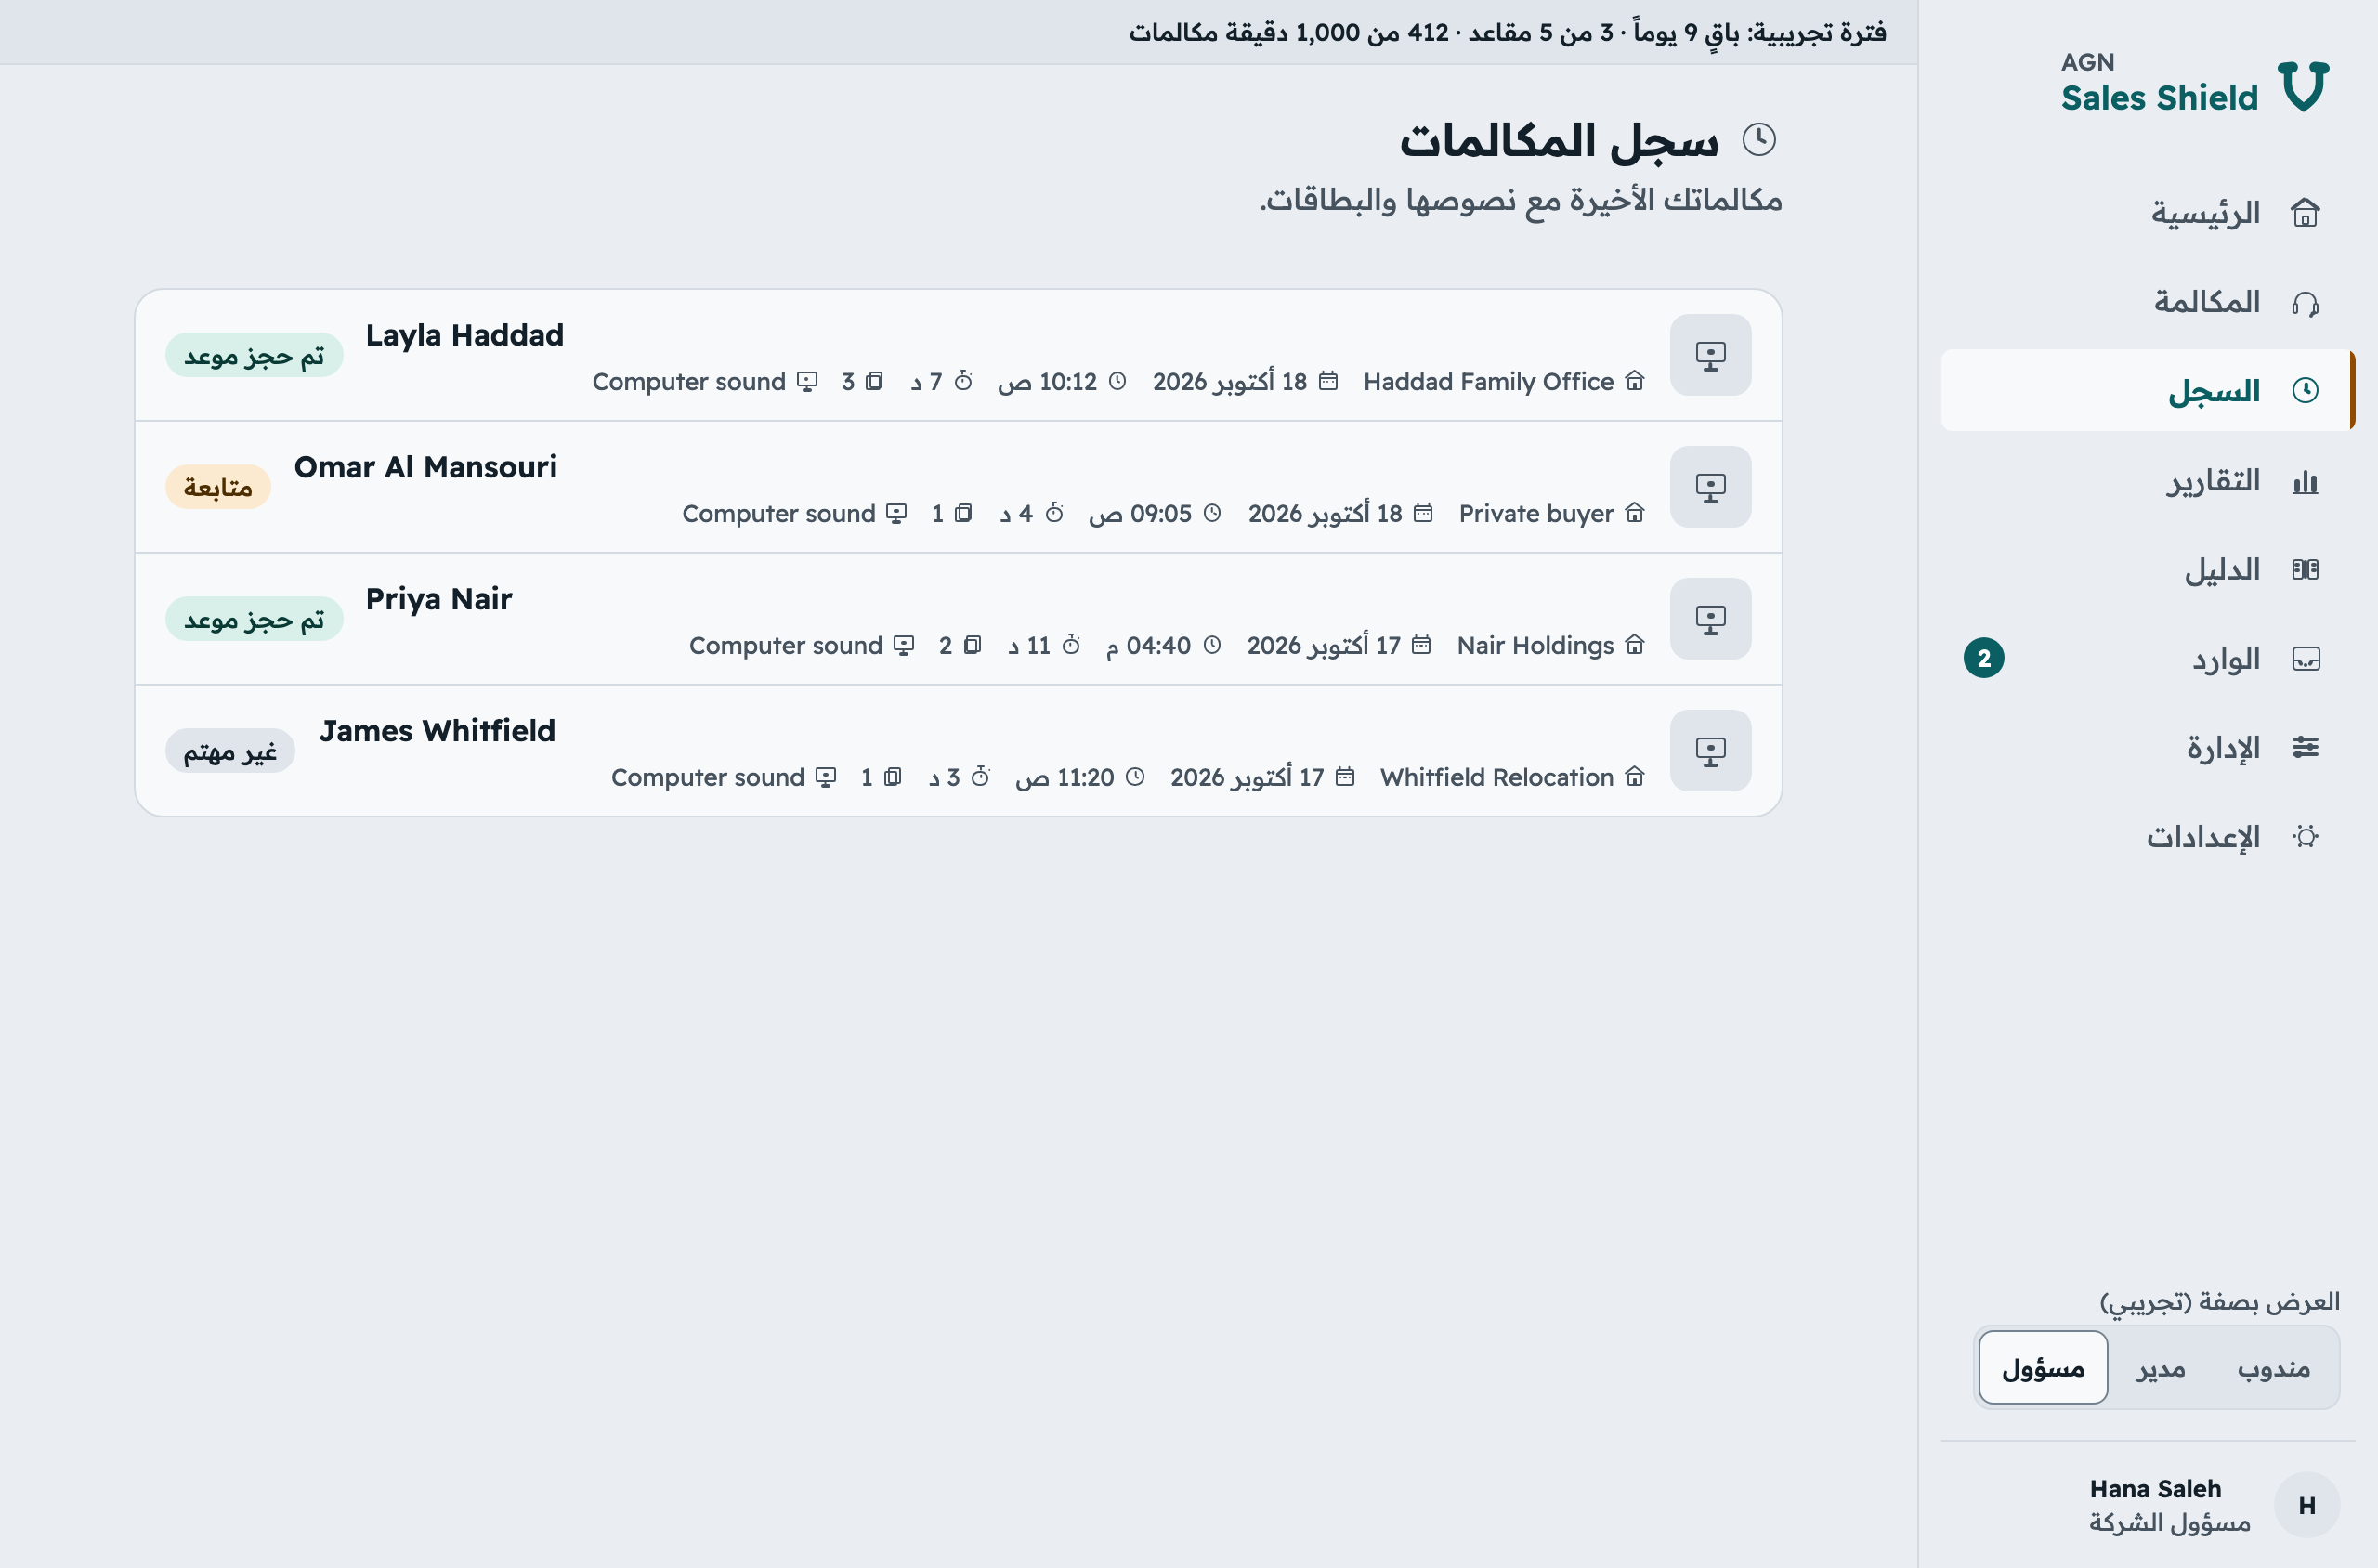 AGN
Sales Shield
الرئيسية
المكالمة
السجل
التقارير
الدليل
الوارد
2
الإدارة
الإعدادات
العرض بصفة (تجريبي)
مندوب
مدير
مسؤول
H
Hana Saleh
مسؤول الشركة
فترة تجريبية: باقٍ 9 يوماً · 3 من 5 مقاعد · 412 من 1,000 دقيقة مكالمات
سجل المكالمات
مكالماتك الأخيرة مع نصوصها والبطاقات.
Layla Haddad
Haddad Family Office 18 أكتوبر 2026 10:12 ص 7 د 3 Computer sound
تم حجز موعد
Omar Al Mansouri
Private buyer 18 أكتوبر 2026 09:05 ص 4 د 1 Computer sound
متابعة
Priya Nair
Nair Holdings 17 أكتوبر 2026 04:40 م 11 د 2 Computer sound
تم حجز موعد
James Whitfield
Whitfield Relocation 17 أكتوبر 2026 11:20 ص 3 د 1 Computer sound
غير مهتم